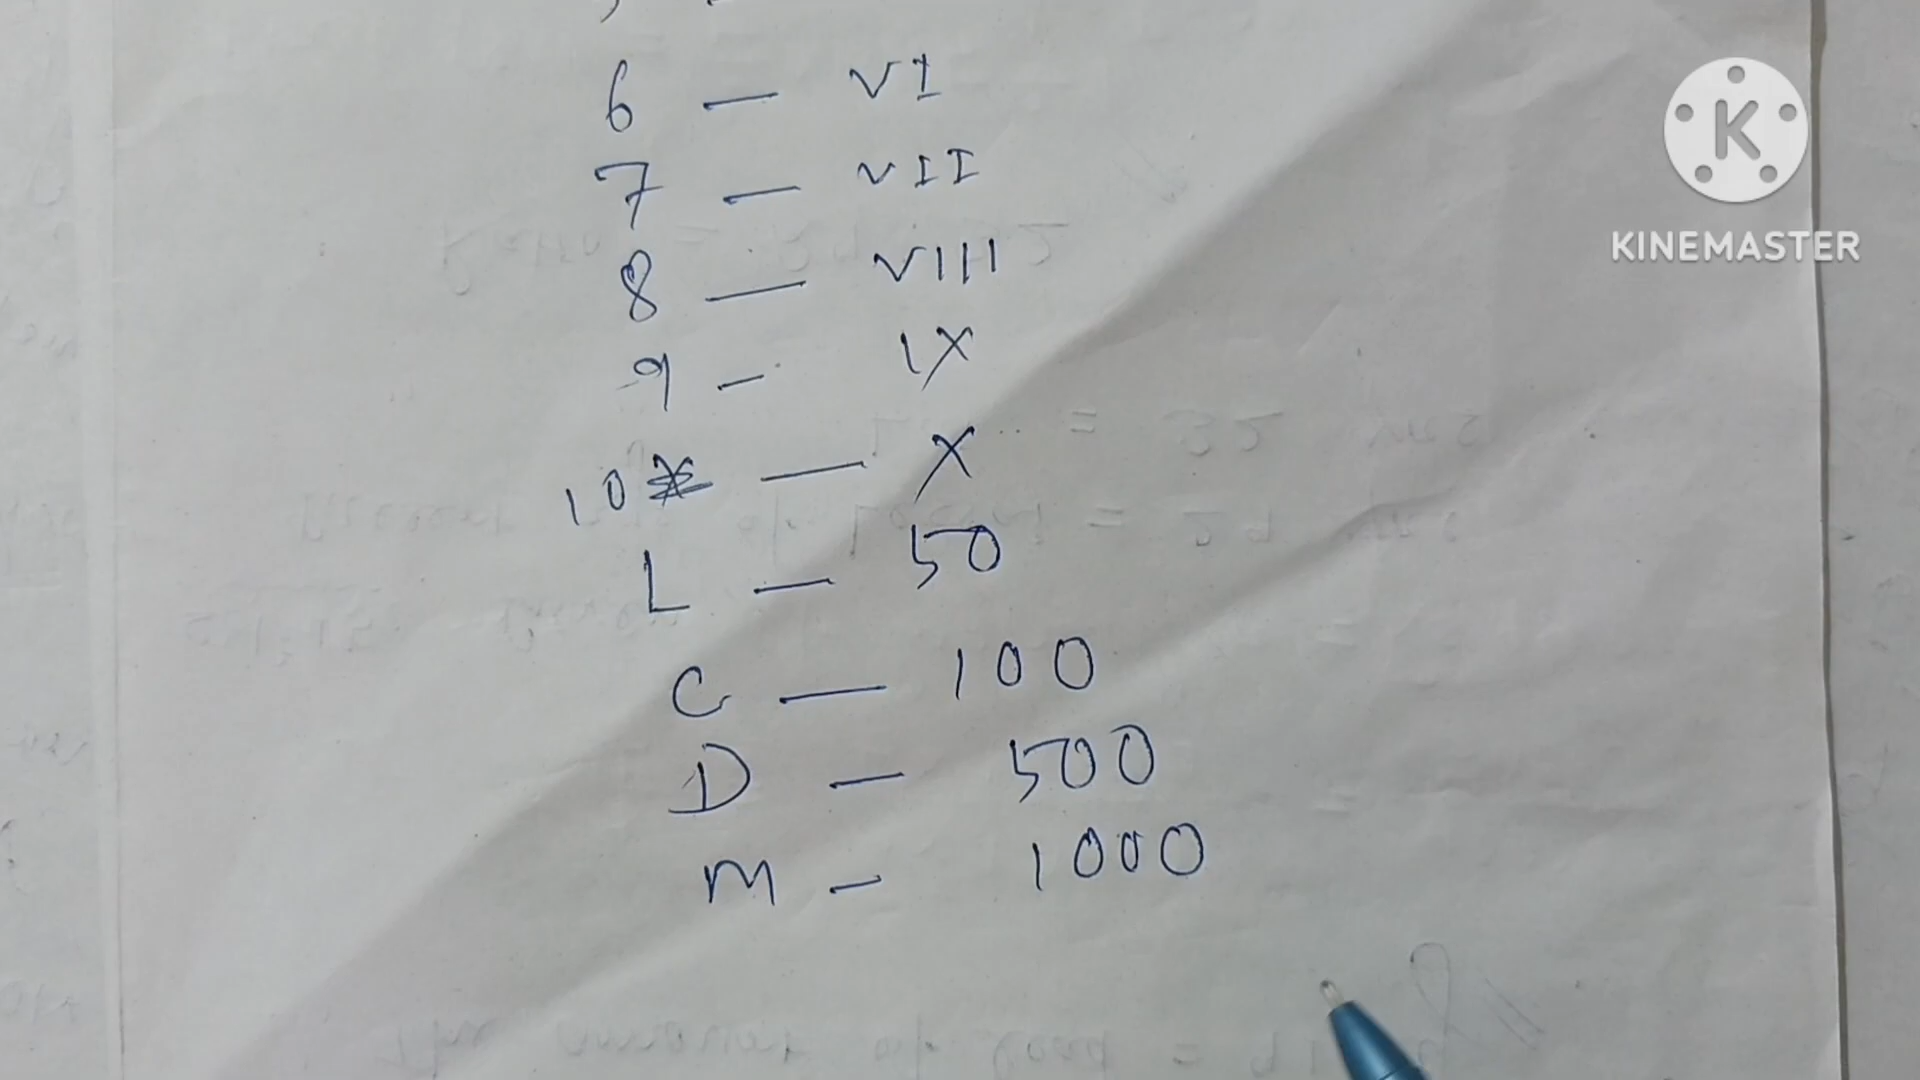 6 — VI
7 — VII
8 — VIII
9 - IX
10 — X
L — 50
C — 100
D — 500
M - 1000
K
KINEMASTER